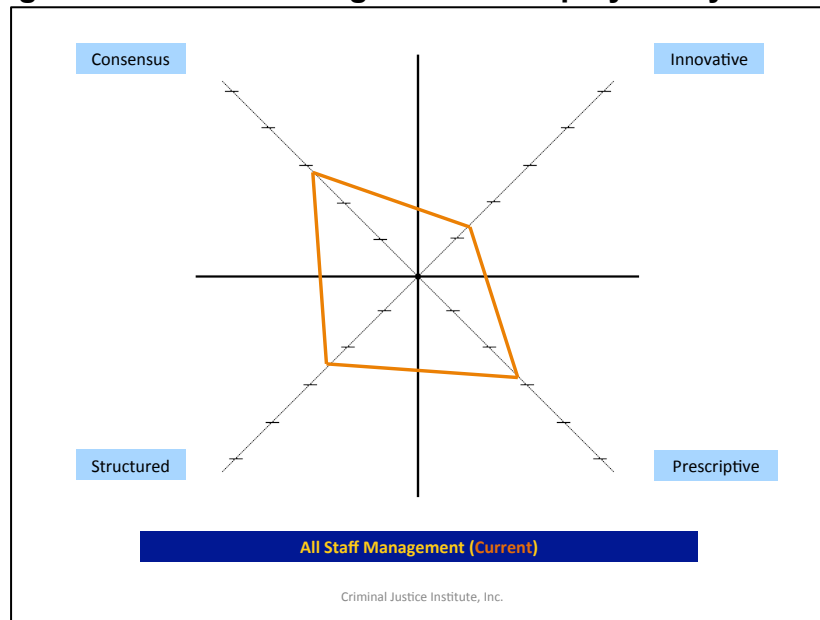 Consensus
Innovative
Structured
Prescriptive
All Staff Management (Current)
Criminal Justice Institute, Inc.